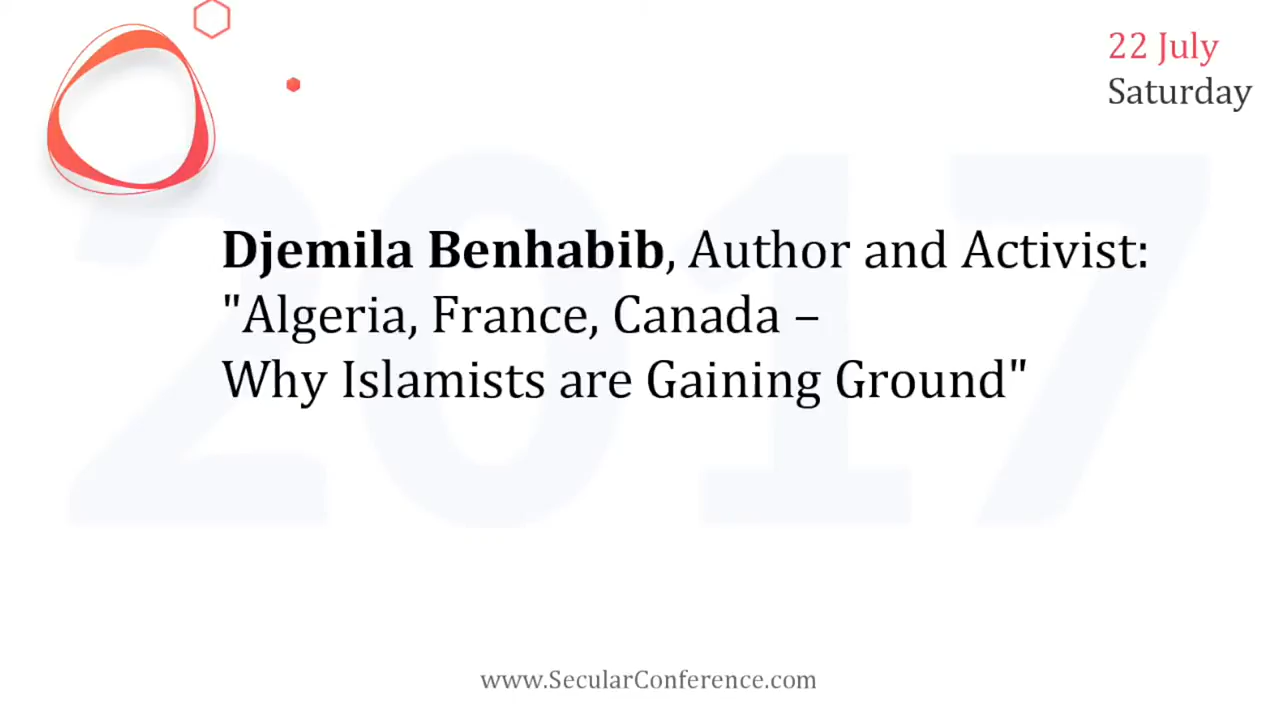 22 July
Saturday
2017
Djemila Benhabib, Author and Activist:
"Algeria, France, Canada –
Why Islamists are Gaining Ground"
www.SecularConference.com